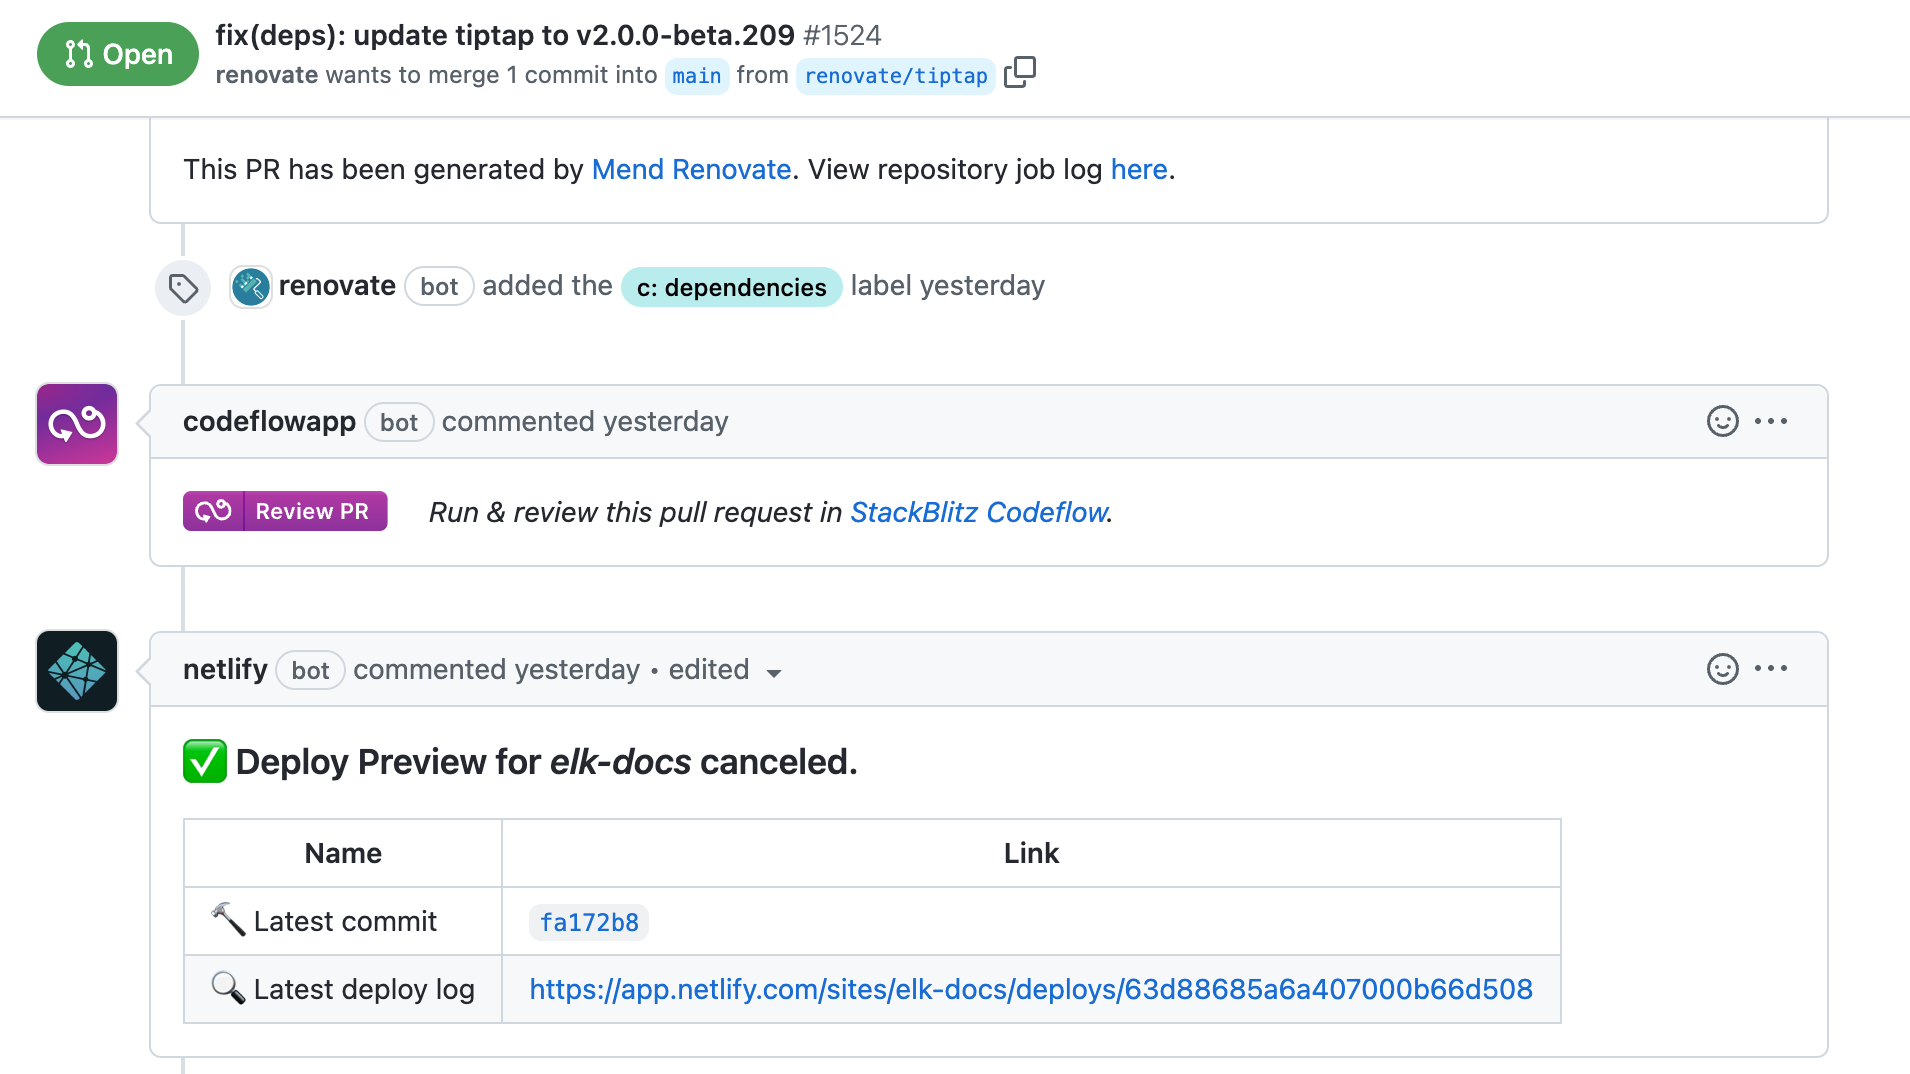 Open
fix(deps): update tiptap to v2.0.0-beta.209 #1524
renovate wants to merge 1 commit into main from renovate/tiptap
This PR has been generated by Mend Renovate. View repository job log here.
renovate bot added the c: dependencies label yesterday
codeflowapp bot commented yesterday
Review PR Run & review this pull request in StackBlitz Codeflow.
netlify bot commented yesterday • edited
✅ Deploy Preview for elk-docs canceled.
Name Link
🔨 Latest commit fa172b8
🔍 Latest deploy log https://app.netlify.com/sites/elk-docs/deploys/63d88685a6a407000b66d508